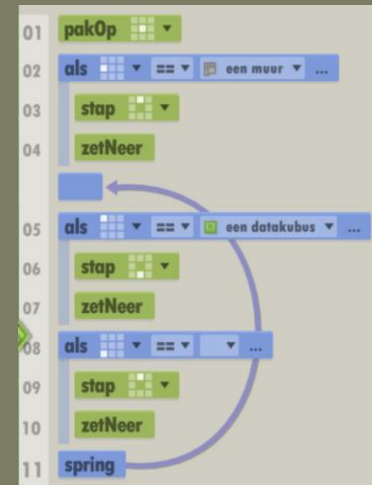 01 pakOp
02 als == een muur ...
03 stap
04 zetNeer
05 als == een datakubus ...
06 stap
07 zetNeer
08 als == ...
09 stap
10 zetNeer
11 spring